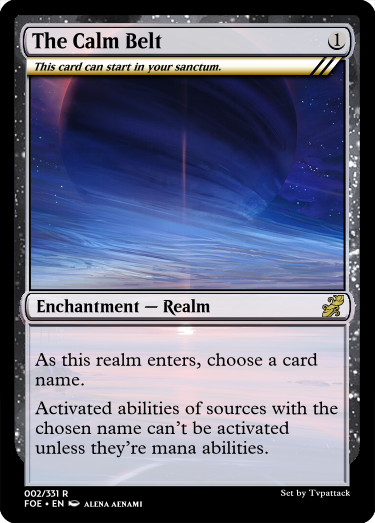 The Calm Belt 1
This card can start in your sanctum.
Enchantment — Realm
As this realm enters, choose a card
name.
Activated abilities of sources with the
chosen name can't be activated
unless they're mana abilities.
002/331 R Set by Tvpattack
FOE • EN ALENA AENAMI